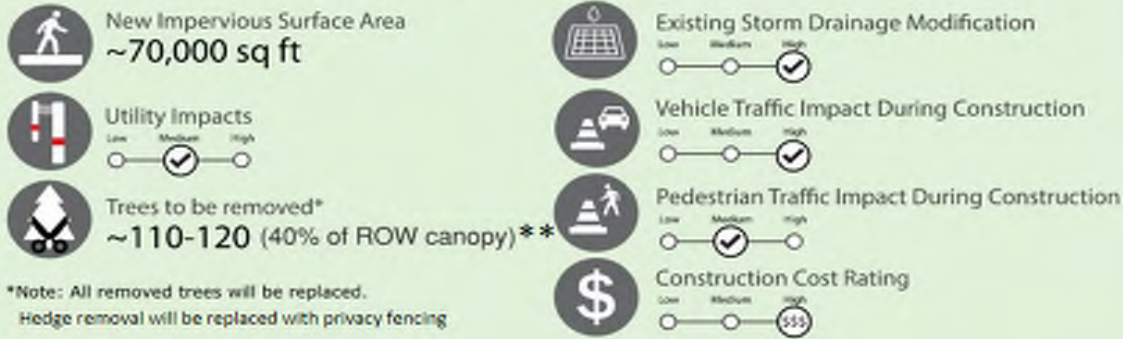 New Impervious Surface Area
~70,000 sq ft
Utility Impacts
Low Medium High
Trees to be removed*
~110-120 (40% of ROW canopy)**
*Note: All removed trees will be replaced.
Hedge removal will be replaced with privacy fencing
Existing Storm Drainage Modification
Low Medium High
Vehicle Traffic Impact During Construction
Low Medium High
Pedestrian Traffic Impact During Construction
Low Medium High
$
Construction Cost Rating
Low Medium High
$$$